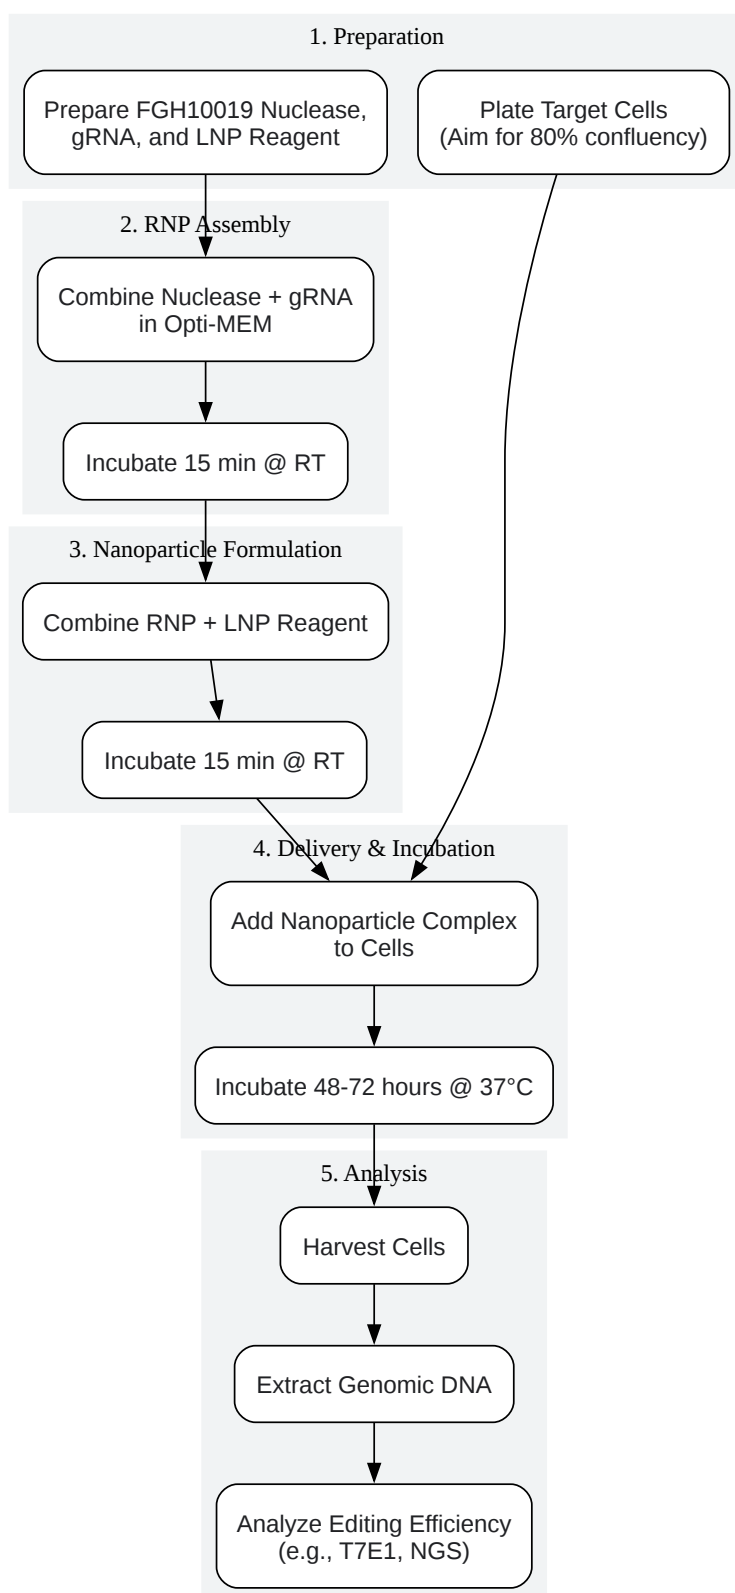 1. Preparation
Prepare FGH10019 Nuclease,
gRNA, and LNP Reagent
Plate Target Cells
(Aim for 80% confluency)
2. RNP Assembly
Combine Nuclease + gRNA
in Opti-MEM
Incubate 15 min @ RT
3. Nanoparticle Formulation
Combine RNP + LNP Reagent
Incubate 15 min @ RT
4. Delivery & Incubation
Add Nanoparticle Complex
to Cells
Incubate 48-72 hours @ 37°C
5. Analysis
Harvest Cells
Extract Genomic DNA
Analyze Editing Efficiency
(e.g., T7E1, NGS)